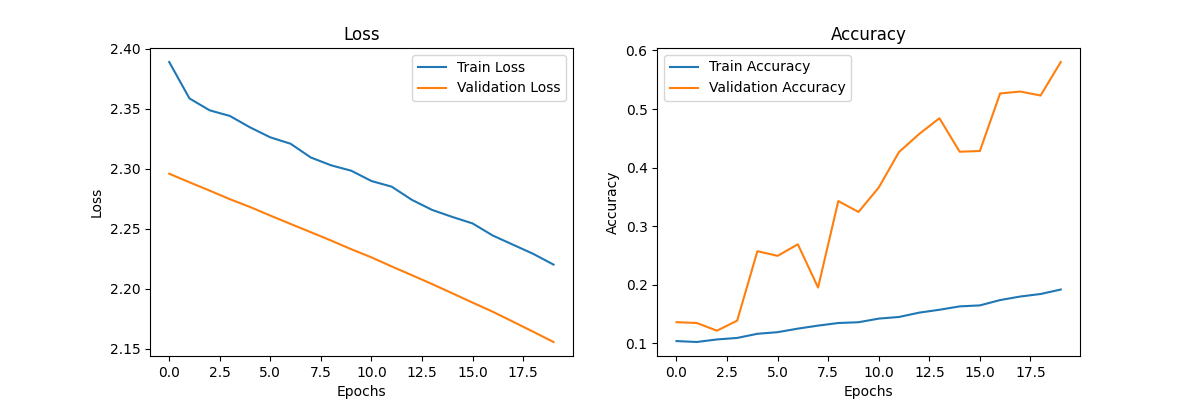 Loss
2.40
2.35
2.30
2.25
2.20
2.15
Loss
0.0 2.5 5.0 7.5 10.0 12.5 15.0 17.5
Epochs
Train Loss
Validation Loss
Accuracy
0.6
0.5
0.4
0.3
0.2
0.1
Accuracy
0.0 2.5 5.0 7.5 10.0 12.5 15.0 17.5
Epochs
Train Accuracy
Validation Accuracy